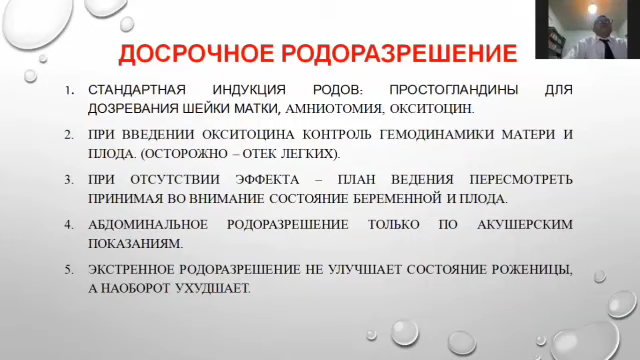 ДОСРОЧНОЕ РОДОРАЗРЕШЕНИЕ
1. СТАНДАРТНАЯ ИНДУКЦИЯ РОДОВ: ПРОСТОГЛАНДИНЫ ДЛЯ
ДОЗРЕВАНИЯ ШЕЙКИ МАТКИ, АМНИОТОМИЯ, ОКСИТОЦИН.
2. ПРИ ВВЕДЕНИИ ОКСИТОЦИНА КОНТРОЛЬ ГЕМОДИНАМИКИ МАТЕРИ И
ПЛОДА. (ОСТОРОЖНО – ОТЕК ЛЕГКИХ).
3. ПРИ ОТСУТСТВИИ ЭФФЕКТА – ПЛАН ВЕДЕНИЯ ПЕРЕСМОТРЕТЬ
ПРИНИМАЯ ВО ВНИМАНИЕ СОСТОЯНИЕ БЕРЕМЕННОЙ И ПЛОДА.
4. АБДОМИНАЛЬНОЕ РОДОРАЗРЕШЕНИЕ ТОЛЬКО ПО АКУШЕРСКИМ
ПОКАЗАНИЯМ.
5. ЭКСТРЕННОЕ РОДОРАЗРЕШЕНИЕ НЕ УЛУЧШАЕТ СОСТОЯНИЕ РОЖЕНИЦЫ,
А НАОБОРОТ УХУДШАЕТ.